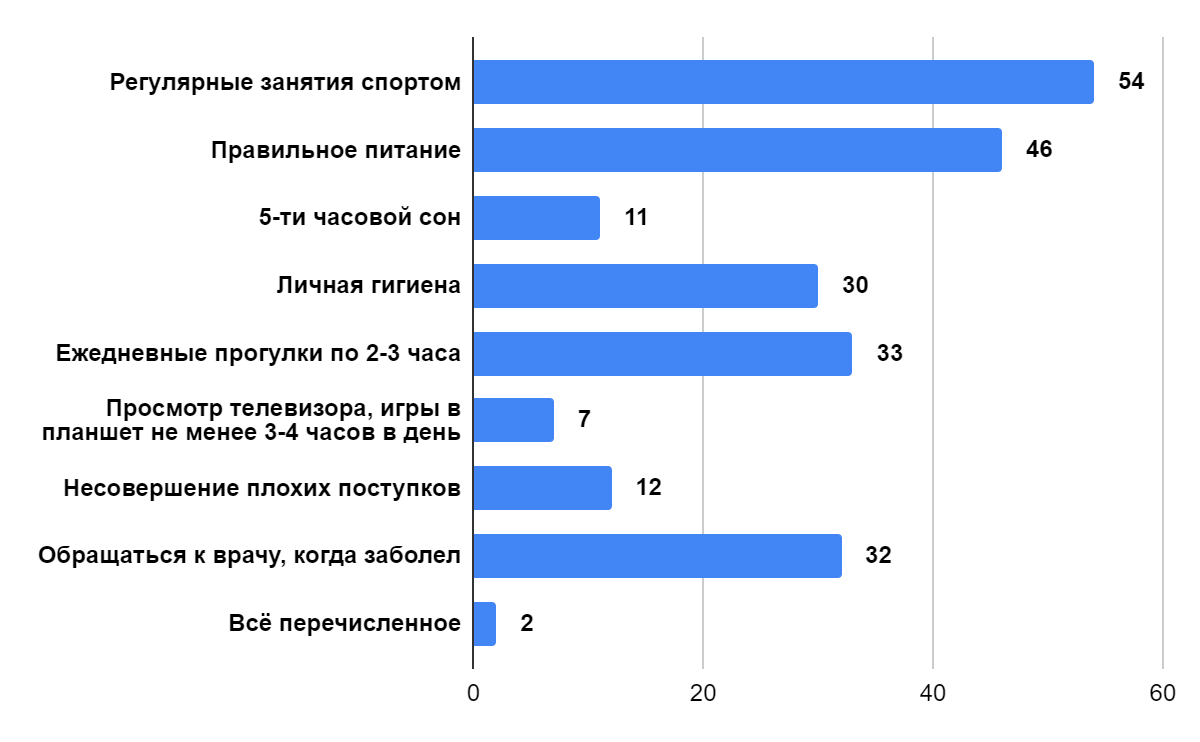 Регулярные занятия спортом 54
Правильное питание 46
5-ти часовой сон 11
Личная гигиена 30
Ежедневные прогулки по 2-3 часа 33
Просмотр телевизора, игры в
планшет не менее 3-4 часов в день 7
Несовершение плохих поступков 12
Обращаться к врачу, когда заболел 32
Всё перечисленное 2
0 20 40 60